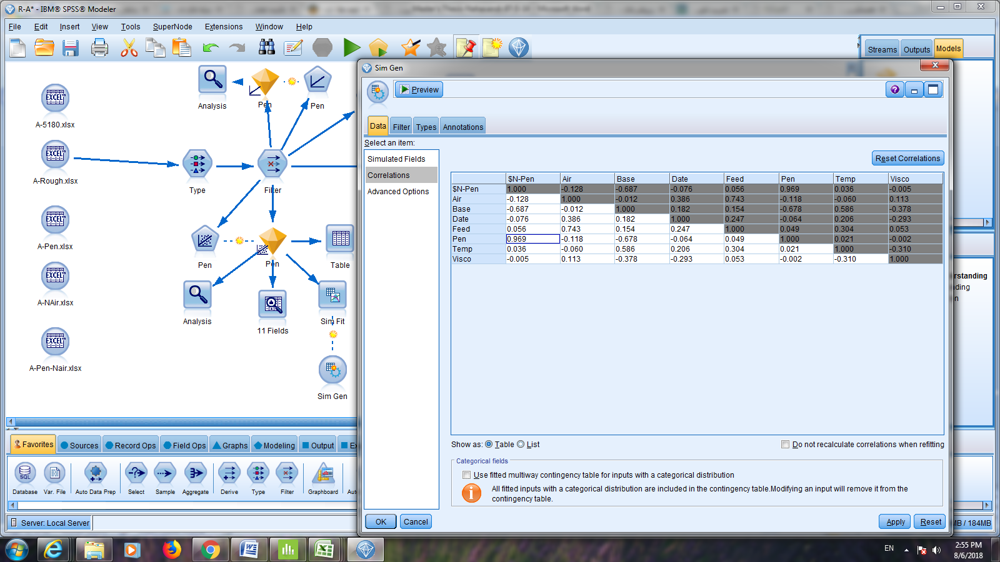 R-A* - IBM® SPSS® Modeler
File Edit Insert View Tools SuperNode Extensions Window Help
Streams Outputs Models
Analysis
Pen
Pen
A-5180.xlsx
A-Rough.xlsx
Type
Filter
A-Pen.xlsx
Pen
Pen
Table
A-NAir.xlsx
Analysis
11 Fields
Sim Fit
A-Pen-Nair.xlsx
Sim Gen
EXCEL
EXCEL
EXCEL
EXCEL
EXCEL
Sim Gen
Preview
Data Filter Types Annotations
Select an item:
Simulated Fields
Correlations
Advanced Options
Reset Correlations
$N-Pen Air Base Date Feed Pen Temp Visco
$N-Pen 1.000 -0.128 -0.687 -0.076 0.056 0.969 0.036 -0.005
Air -0.128 1.000 -0.012 0.386 0.743 -0.118 -0.060 0.113
Base -0.687 -0.012 1.000 0.182 0.154 -0.678 0.586 -0.378
Date -0.076 0.386 0.182 1.000 0.247 -0.064 0.206 -0.293
Feed 0.056 0.743 0.154 0.247 1.000 0.049 0.304 0.053
Pen 0.969 -0.118 -0.678 -0.064 0.049 1.000 0.021 -0.002
Temp 0.036 -0.060 0.586 0.206 0.304 0.021 1.000 -0.310
Visco -0.005 0.113 -0.378 -0.293 0.053 -0.002 -0.310 1.000
Show as: Table List
Do not recalculate correlations when refitting
Categorical fields
Use fitted multiway contingency table for inputs with a categorical distribution
All fitted inputs with a categorical distribution are included in the contingency table.Modifying an input will remove it from the
contingency table.
OK Cancel Apply Reset
rstanding
ding
n
Favorites Sources Record Ops Field Ops Graphs Modeling Output Ex
SQL
Database Var. File Auto Data Prep Select Sample Aggregate Derive Type Filter Graphboard Aut
Server: Local Server
MB / 184MB
EN
2:55 PM
8/6/2018